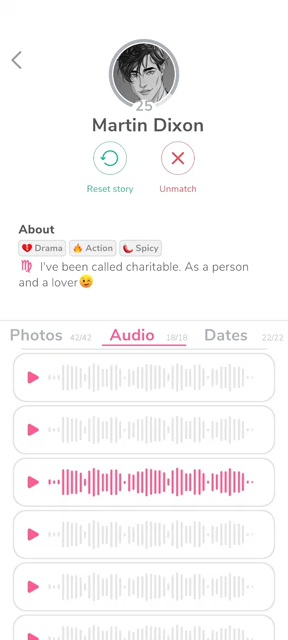 25
Martin Dixon
Reset story
Unmatch
About
Drama Action Spicy
♍ I've been called charitable. As a person
and a lover😉
Photos 42/42 Audio 18/18 Dates 22/22